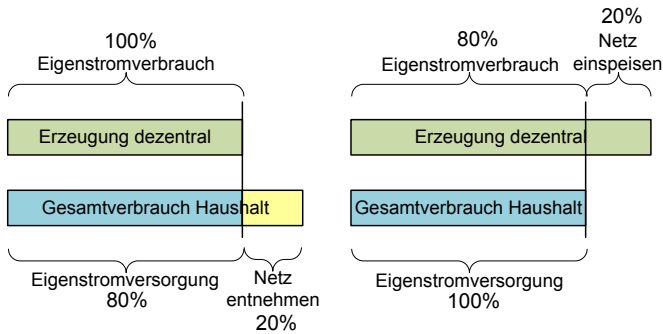 100%
Eigenstromverbrauch
Erzeugung dezentral
Gesamtverbrauch Haushalt
Eigenstromversorgung
80%
Netz
entnehmen
20%
80%
Eigenstromverbrauch
20%
Netz
einspeisen
Erzeugung dezentral
Gesamtverbrauch Haushalt
Eigenstromversorgung
100%